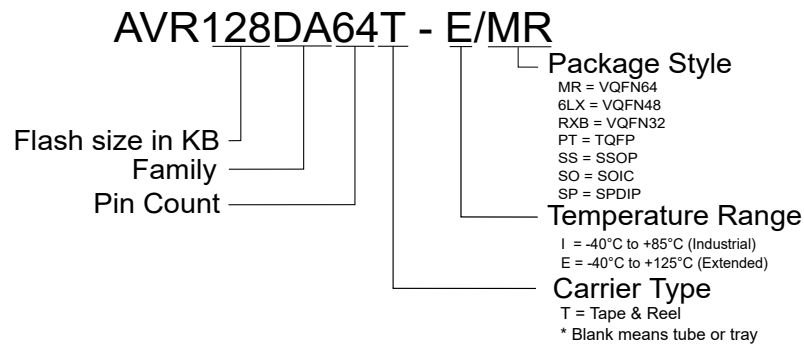 AVR128DA64T - E/MR
Package Style
MR = VQFN64
6LX = VQFN48
RXB = VQFN32
PT = TQFP
SS = SSOP
SO = SOIC
SP = SPDIP
Flash size in KB
Family
Pin Count
Temperature Range
I = -40°C to +85°C (Industrial)
E = -40°C to +125°C (Extended)
Carrier Type
T = Tape & Reel
* Blank means tube or tray